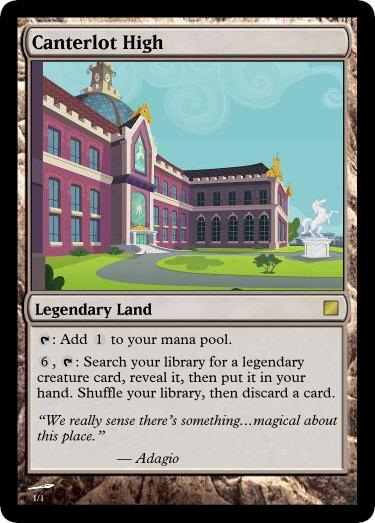 Canterlot High
Legendary Land
: Add 1 to your mana pool.
6, : Search your library for a legendary
creature card, reveal it, then put it in your
hand. Shuffle your library, then discard a card.
“We really sense there’s something…magical about
this place.”
— Adagio
1/1